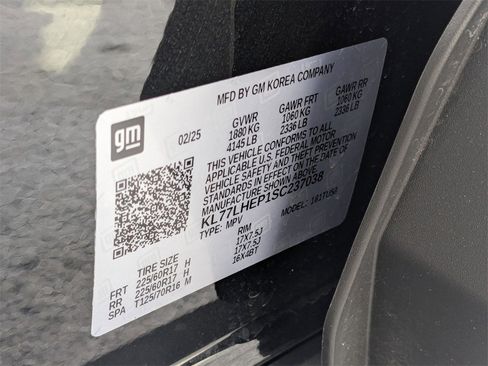 MFD BY GM KOREA COMPANY
gm
02/25
GVWR GAWR FRT GAWR RR
1880 KG 1060 KG 1060 KG
4145 LB 2336 LB 2336 LB
THIS VEHICLE CONFORMS TO ALL
APPLICABLE U.S. FEDERAL MOTOR
VEHICLE SAFETY AND THEFT PREVENTION
STANDARDS IN EFFECT ON THE DATE OF
MANUFACTURE SHOWN ABOVE.
KL77LHEP1SC237038
TYPE: MPV MODEL: 1U
TIRE SIZE RIM
FRT 225/60R17 H 17X7.5J
RR 225/60R17 H 17X7.5J
SPA T125/70R16 M 16X4BT